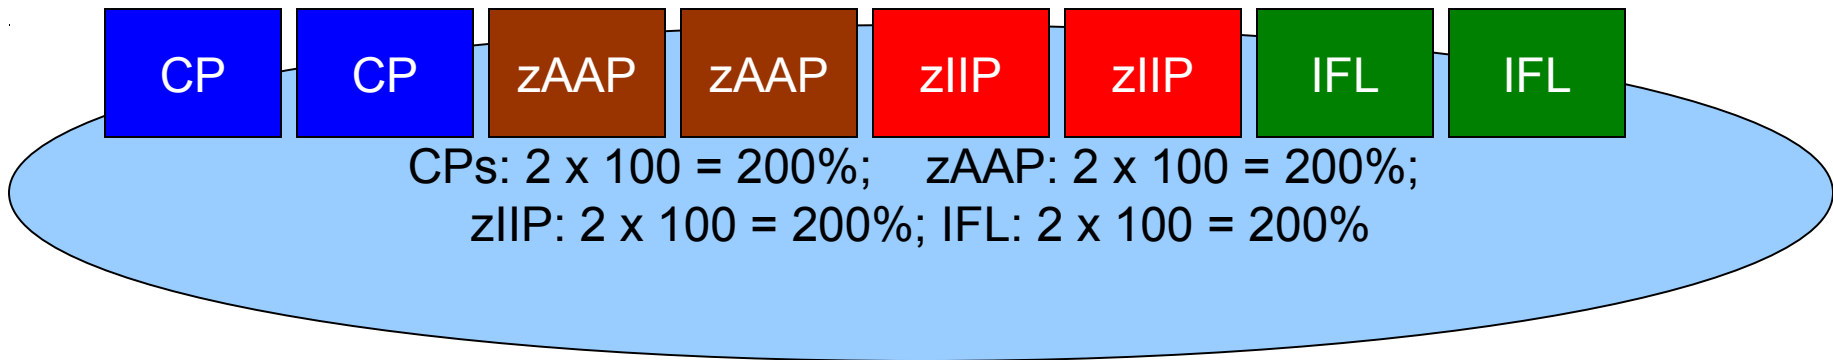 CP CP zAAP zAAP zIIP zIIP IFL IFL
CPs: 2 x 100 = 200%; zAAP: 2 x 100 = 200%;
zIIP: 2 x 100 = 200%; IFL: 2 x 100 = 200%